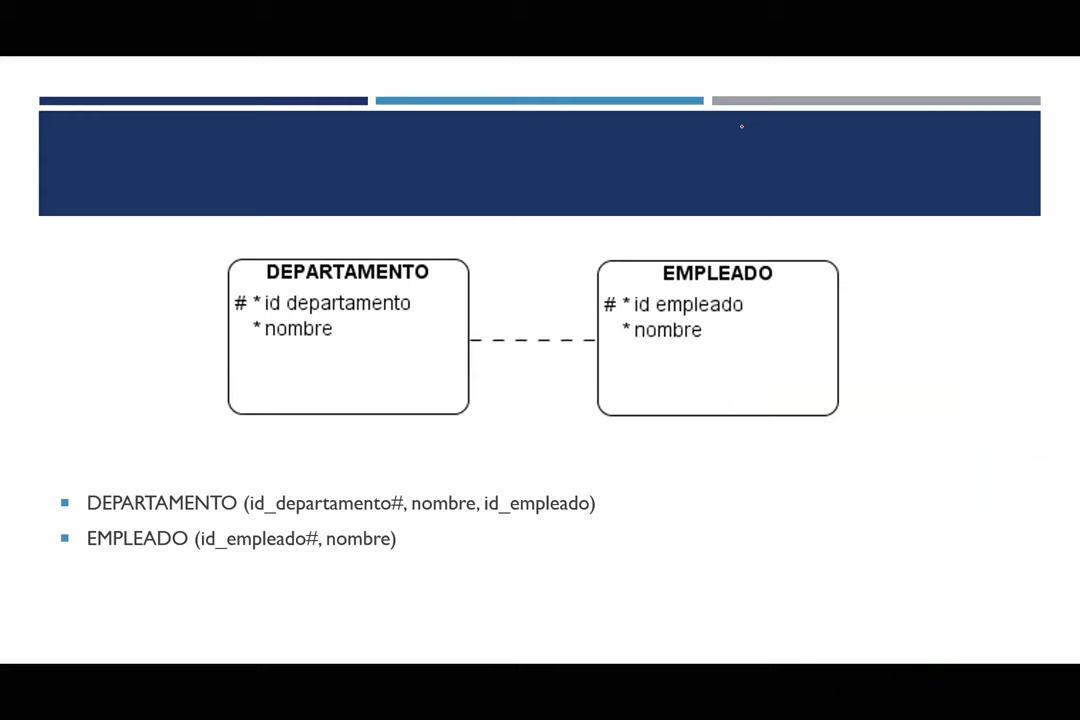 DEPARTAMENTO
# * id departamento
* nombre
EMPLEADO
# * id empleado
* nombre
DEPARTAMENTO (id_departamento#, nombre, id_empleado)
EMPLEADO (id_empleado#, nombre)